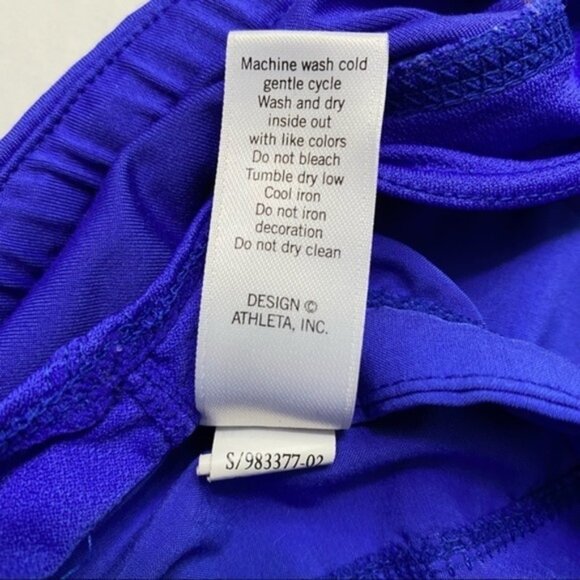 Machine wash cold
gentle cycle
Wash and dry
inside out
with like colors
Do not bleach
Tumble dry low
Cool iron
Do not iron
decoration
Do not dry clean
DESIGN ©
ATHLETA, INC.
S/983377-02